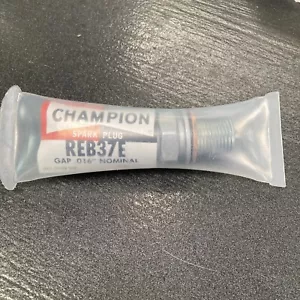 CHAMPION
SPARK PLUG
REB37E
GAP .016" NOMINAL